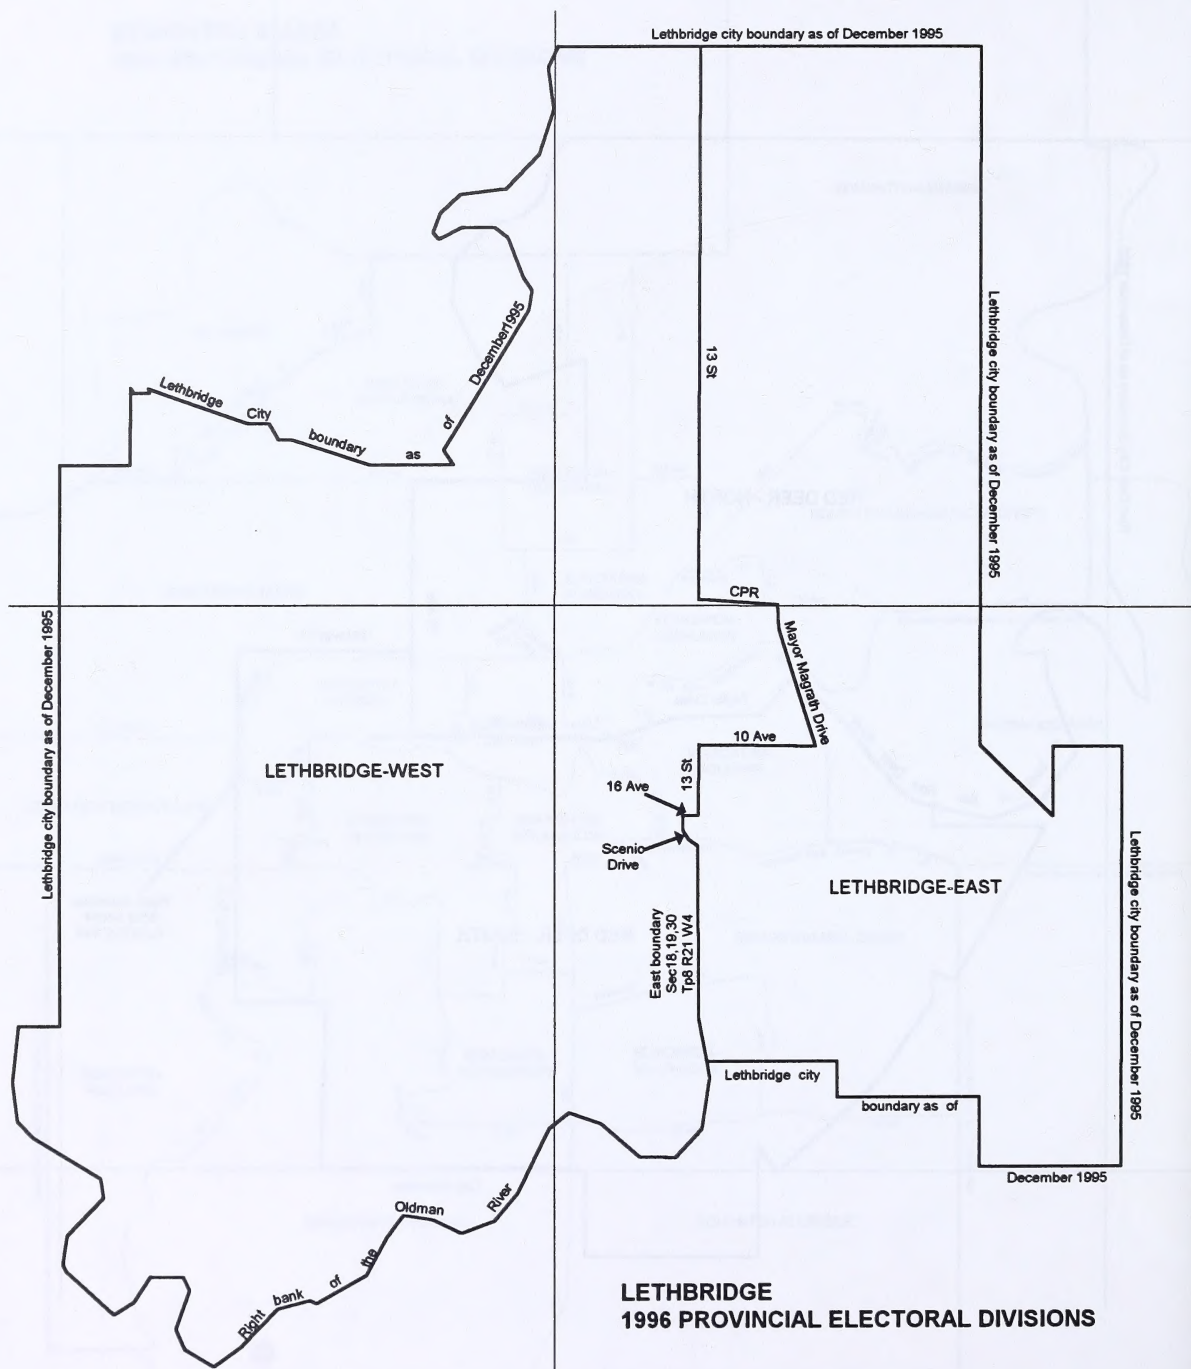 Lethbridge city boundary as of December 1995
Lethbridge City boundary as of December1995
13 St
Lethbridge city boundary as of December 1995
CPR
Mayor Magrath Drive
Lethbridge city boundary as of December 1995
10 Ave
LETHBRIDGE-WEST
13 St
16 Ave
Scenic
Drive
LETHBRIDGE-EAST
Lethbridge city boundary as of December 1995
East boundary
Sec18,19,30
Tp8 R21 W4
Lethbridge city
boundary as of
December 1995
Right bank of the Oldman River
LETHBRIDGE
1996 PROVINCIAL ELECTORAL DIVISIONS